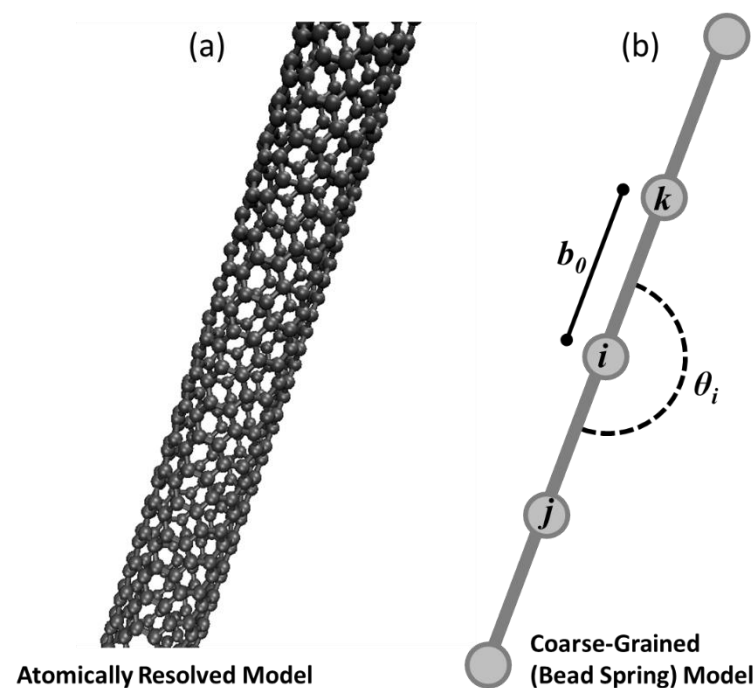 (a)
(b)
k
b0
i
θi
j
Atomically Resolved Model
Coarse-Grained
(Bead Spring) Model